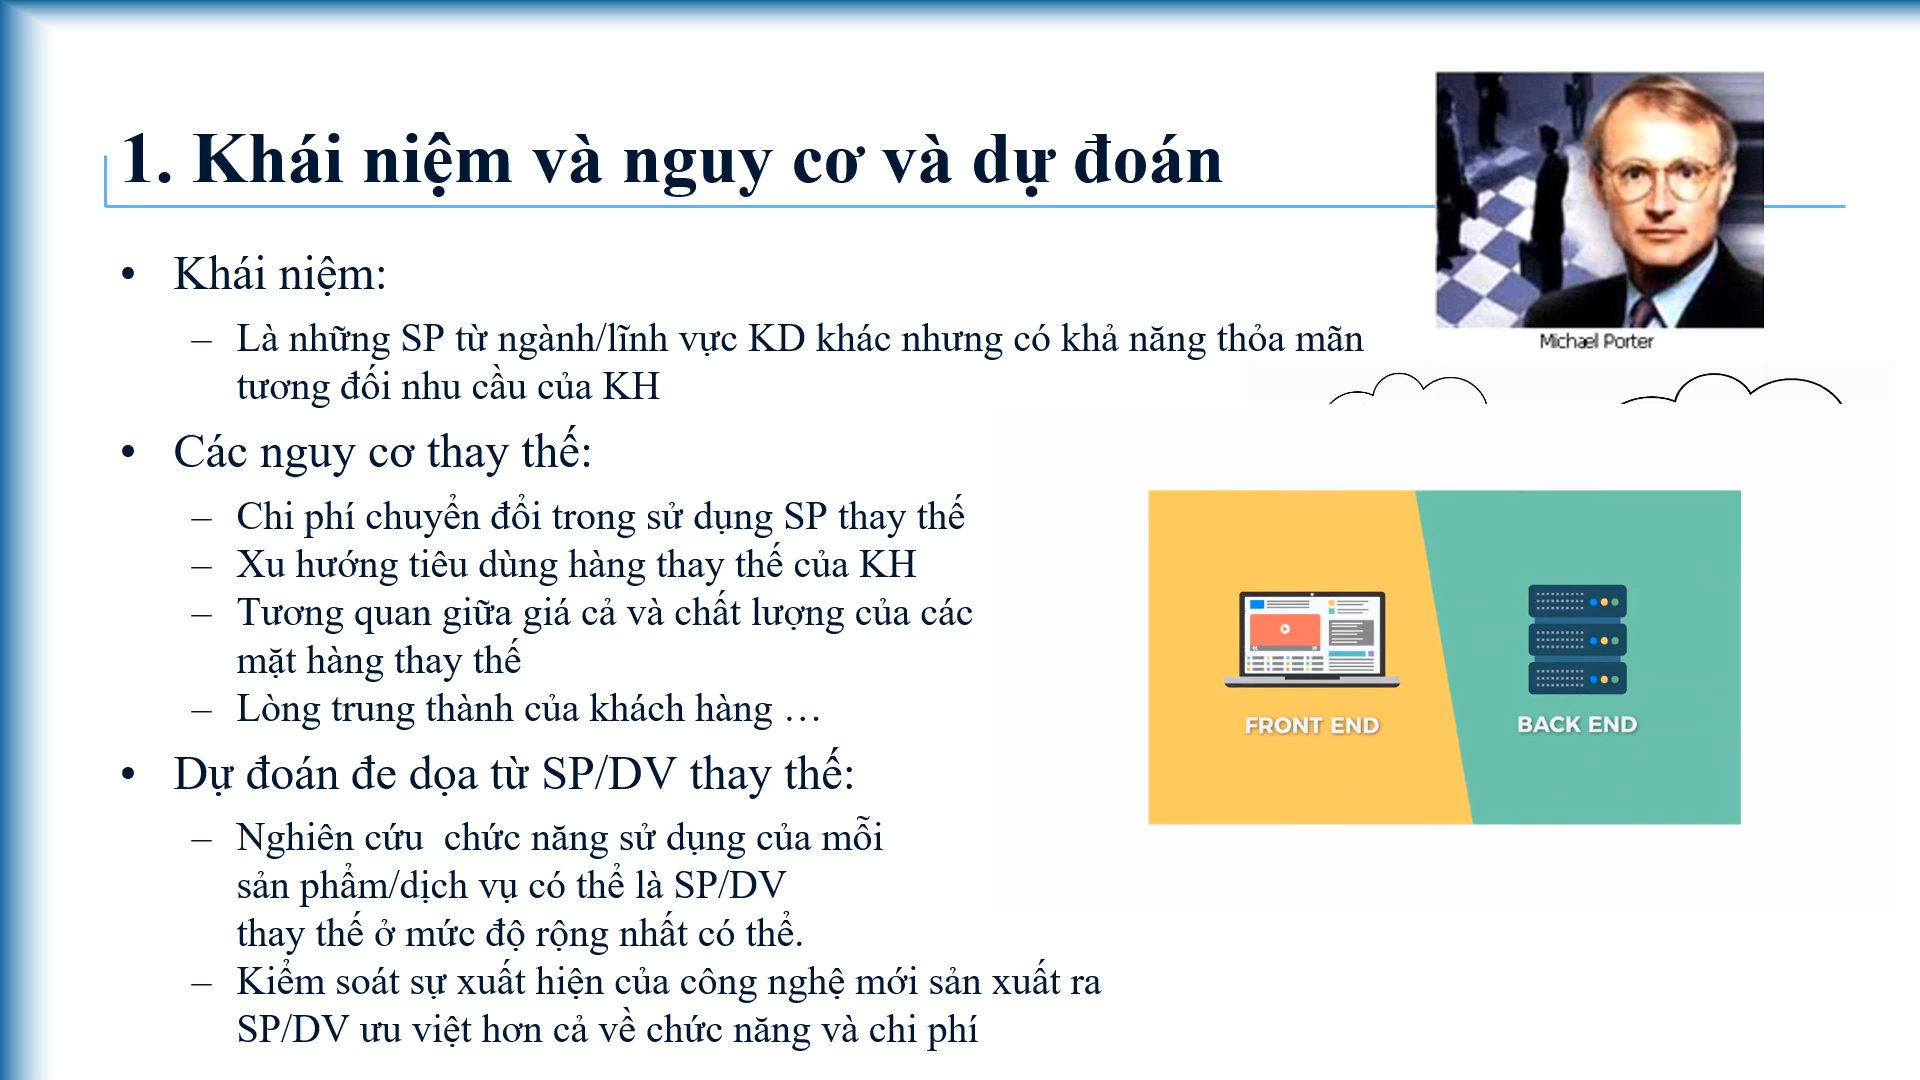 1. Khái niệm và nguy cơ và dự đoán
Michael Porter
• Khái niệm:
– Là những SP từ ngành/lĩnh vực KD khác nhưng có khả năng thỏa mãn
tương đối nhu cầu của KH
• Các nguy cơ thay thế:
– Chi phí chuyển đổi trong sử dụng SP thay thế
– Xu hướng tiêu dùng hàng thay thế của KH
– Tương quan giữa giá cả và chất lượng của các
mặt hàng thay thế
– Lòng trung thành của khách hàng …
• Dự đoán đe dọa từ SP/DV thay thế:
– Nghiên cứu  chức năng sử dụng của mỗi
sản phẩm/dịch vụ có thể là SP/DV
thay thế ở mức độ rộng nhất có thể.
– Kiểm soát sự xuất hiện của công nghệ mới sản xuất ra
SP/DV ưu việt hơn cả về chức năng và chi phí
FRONT END
BACK END